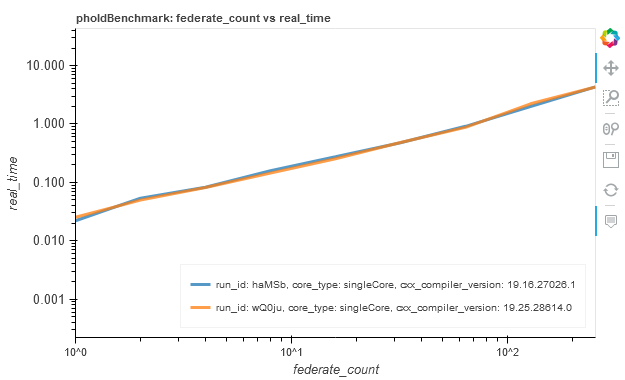 pholdBenchmark: federate_count vs real_time
10.000
1.000
0.100
0.010
0.001
real_time
run_id: haMSb, core_type: singleCore, cxx_compiler_version: 19.16.27026.1
run_id: wQ0ju, core_type: singleCore, cxx_compiler_version: 19.25.28614.0
10^0
10^1
10^2
federate_count